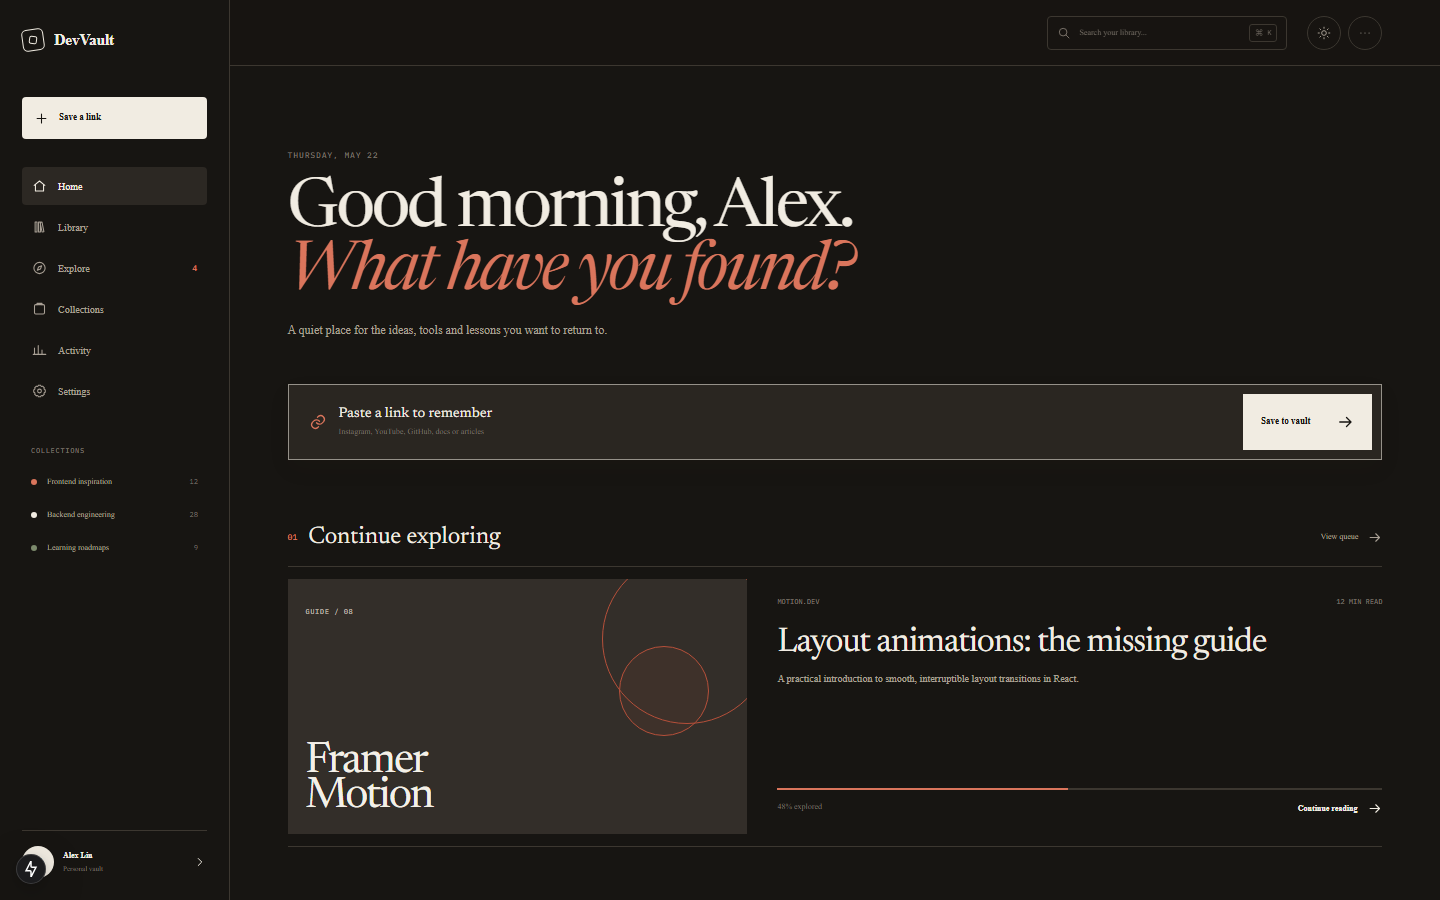 DevVault
Save a link
Home
Library
Explore 4
Collections
Activity
Settings
COLLECTIONS
Frontend inspiration 12
Backend engineering 28
Learning roadmaps 9
Alex Lin
Personal vault
Search your library... ⌘ K
THURSDAY, MAY 22
Good morning, Alex.
What have you found?
A quiet place for the ideas, tools and lessons you want to return to.
Paste a link to remember
Instagram, YouTube, GitHub, docs or articles
Save to vault
01 Continue exploring
View queue
GUIDE / 08
Framer
Motion
MOTION.DEV
12 MIN READ
Layout animations: the missing guide
A practical introduction to smooth, interruptible layout transitions in React.
48% explored
Continue reading